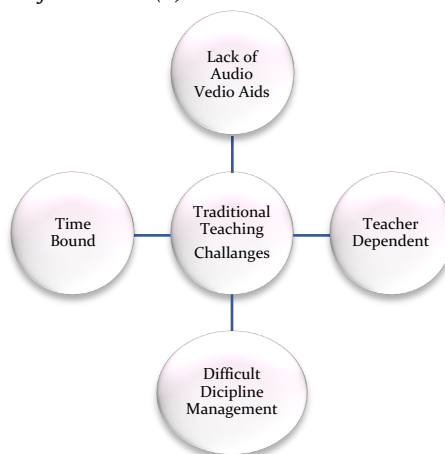 Lack of
Audio
Vedio Aids
Time
Bound
Traditional
Teaching
Challanges
Teacher
Dependent
Difficult
Dicipline
Management